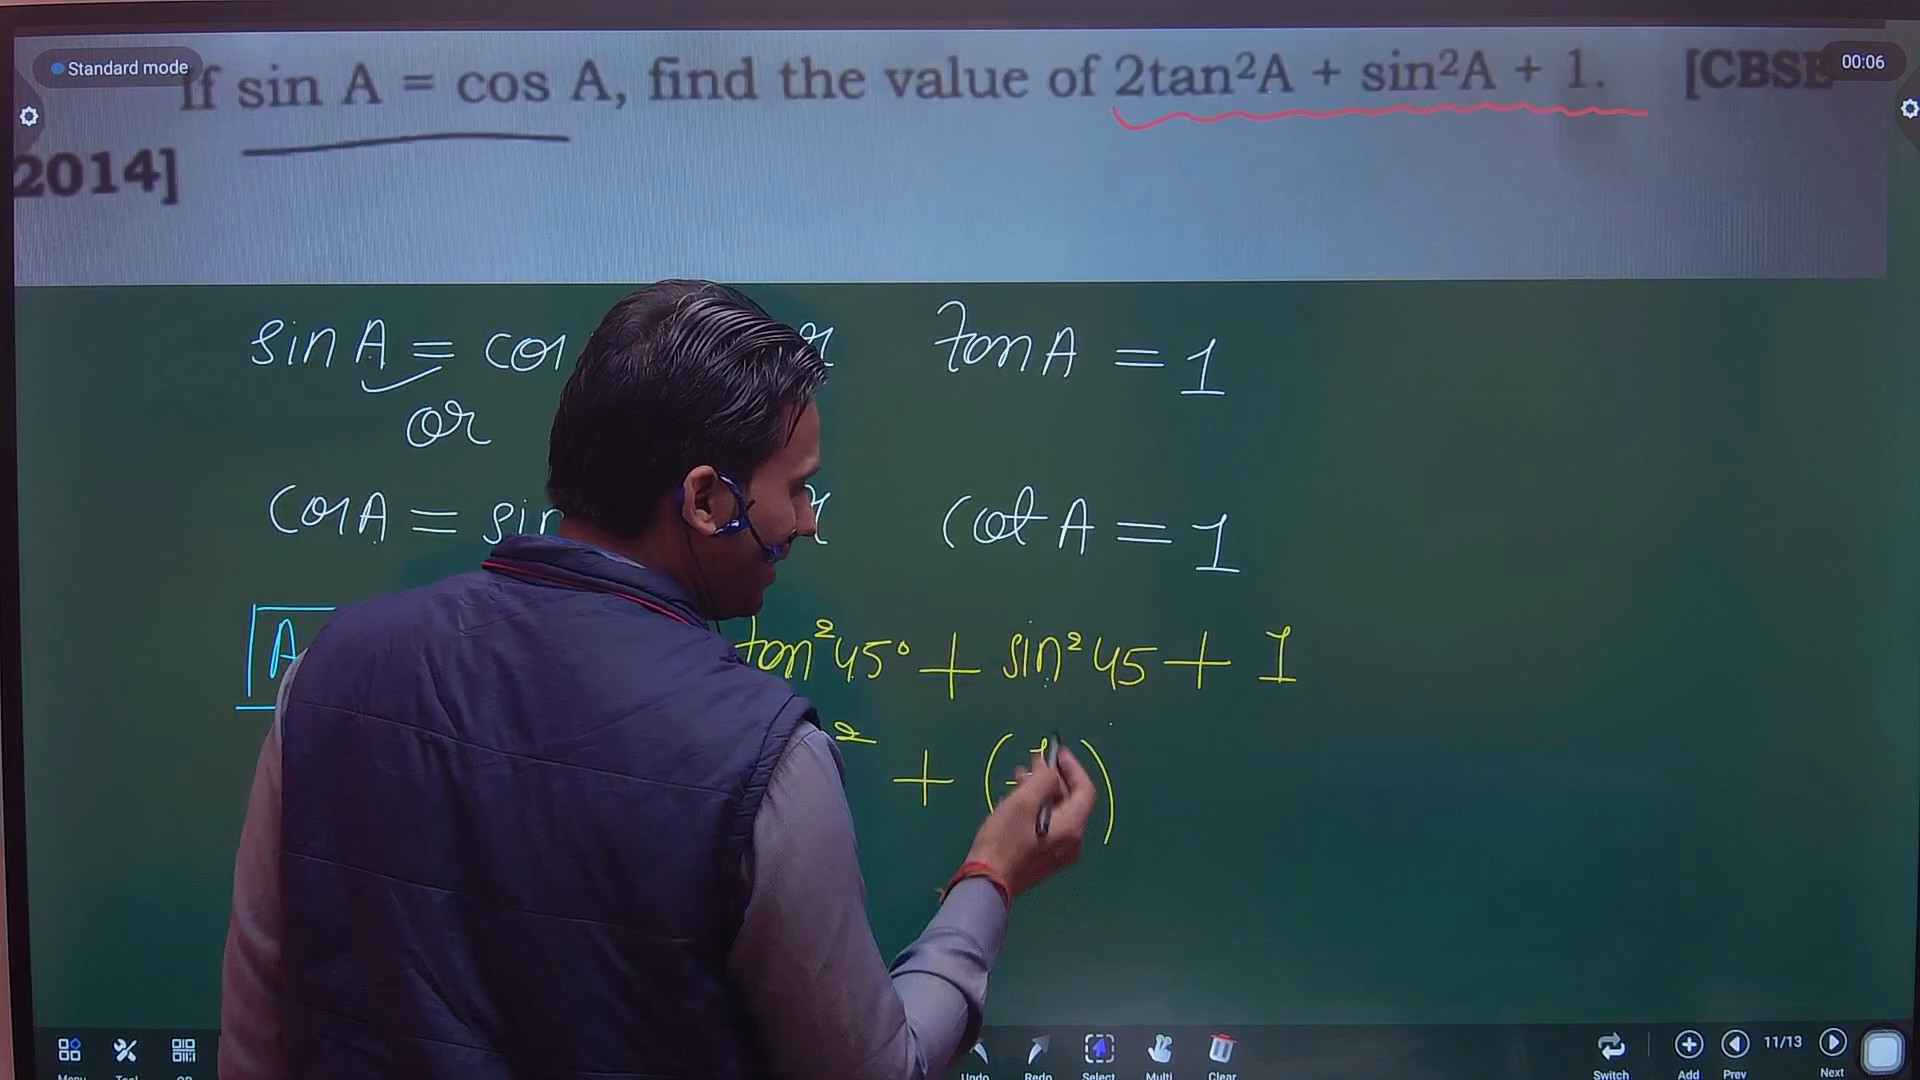 Standard mode
00:06
If sin A = cos A, find the value of 2tan²A + sin²A + 1. [CBSE
2014]
sin A = cos tan A = 1
or
cos A = sin cot A = 1
A tan²45° + sin²45 + 1
2 + ( )
Undo Redo Select Multi Clear Switch Add Prev 11/13 Next